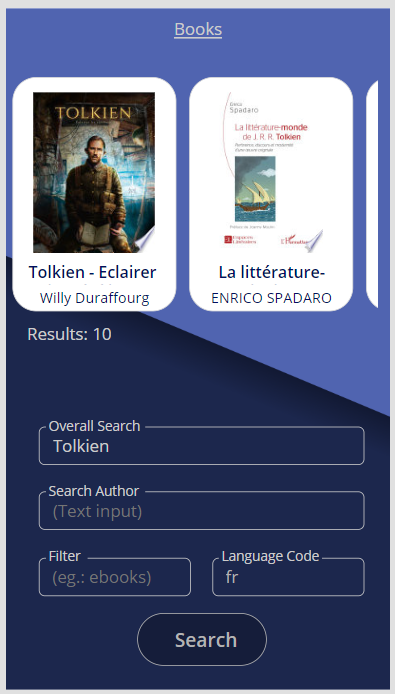 Books
TOLKIEN
Enrico
Spadaro
La littérature-monde
de J. R. R. Tolkien
Tolkien - Eclairer
Willy Duraffourg
La littérature-
ENRICO SPADARO
Results: 10
Overall Search
Tolkien
Search Author
(Text input)
Filter
(eg.: ebooks)
Language Code
fr
Search